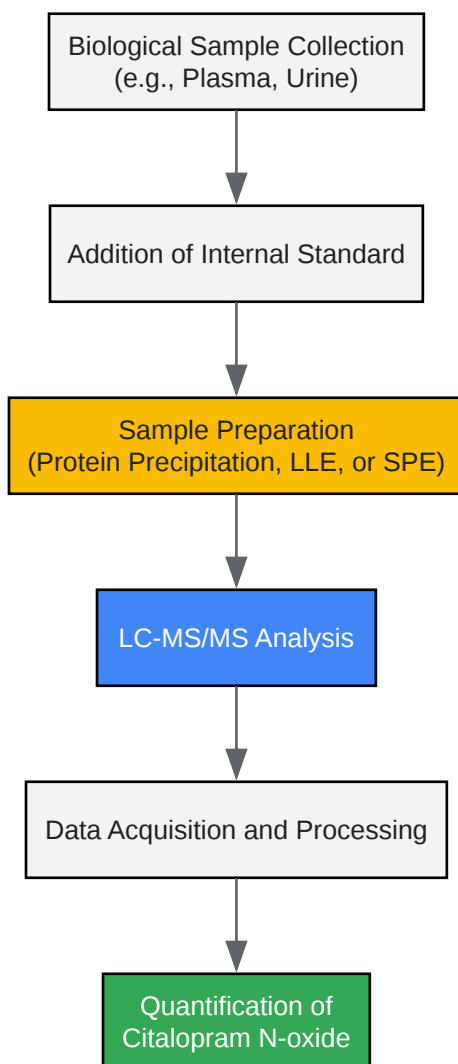 Biological Sample Collection
(e.g., Plasma, Urine)
Addition of Internal Standard
Sample Preparation
(Protein Precipitation, LLE, or SPE)
LC-MS/MS Analysis
Data Acquisition and Processing
Quantification of
Citalopram N-oxide